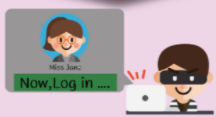 Miss Jane
Now,Log in ....